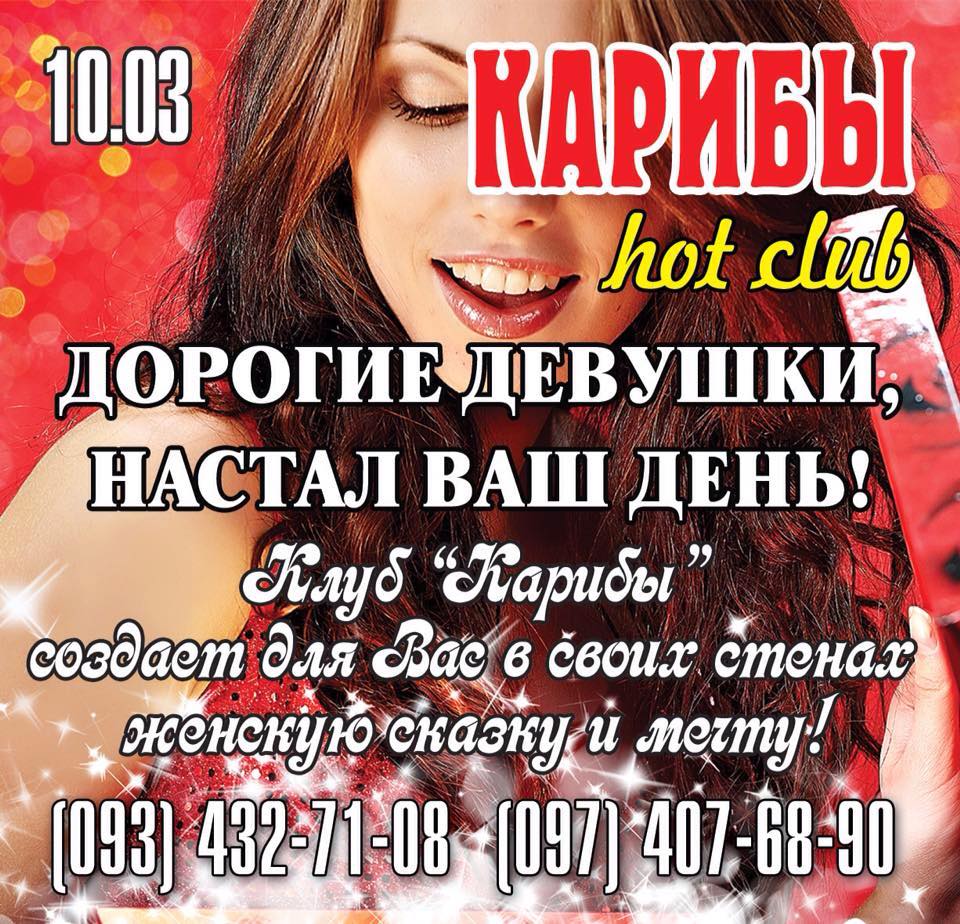 10.03
КАРИБЫ
hot club
ДОРОГИЕ ДЕВУШКИ,
НАСТАЛ ВАШ ДЕНЬ!
Клуб “Карибы”
создает для Вас в своих стенах
женскую сказку и мечту!
(093) 432-71-08 (097) 407-68-90